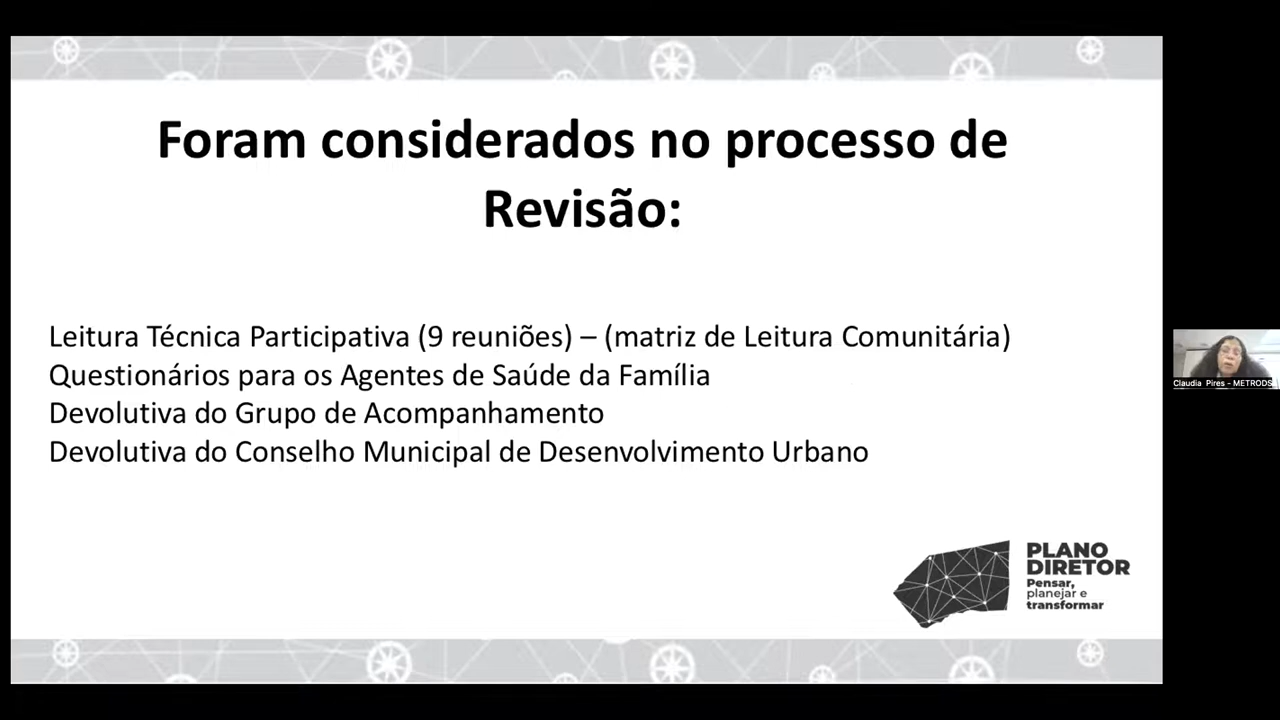 Foram considerados no processo de
Revisão:
Leitura Técnica Participativa (9 reuniões) – (matriz de Leitura Comunitária)
Questionários para os Agentes de Saúde da Família
Devolutiva do Grupo de Acompanhamento
Devolutiva do Conselho Municipal de Desenvolvimento Urbano
PLANO
DIRETOR
Pensar,
planejar e
transformar
Claudia Pires - METRODS